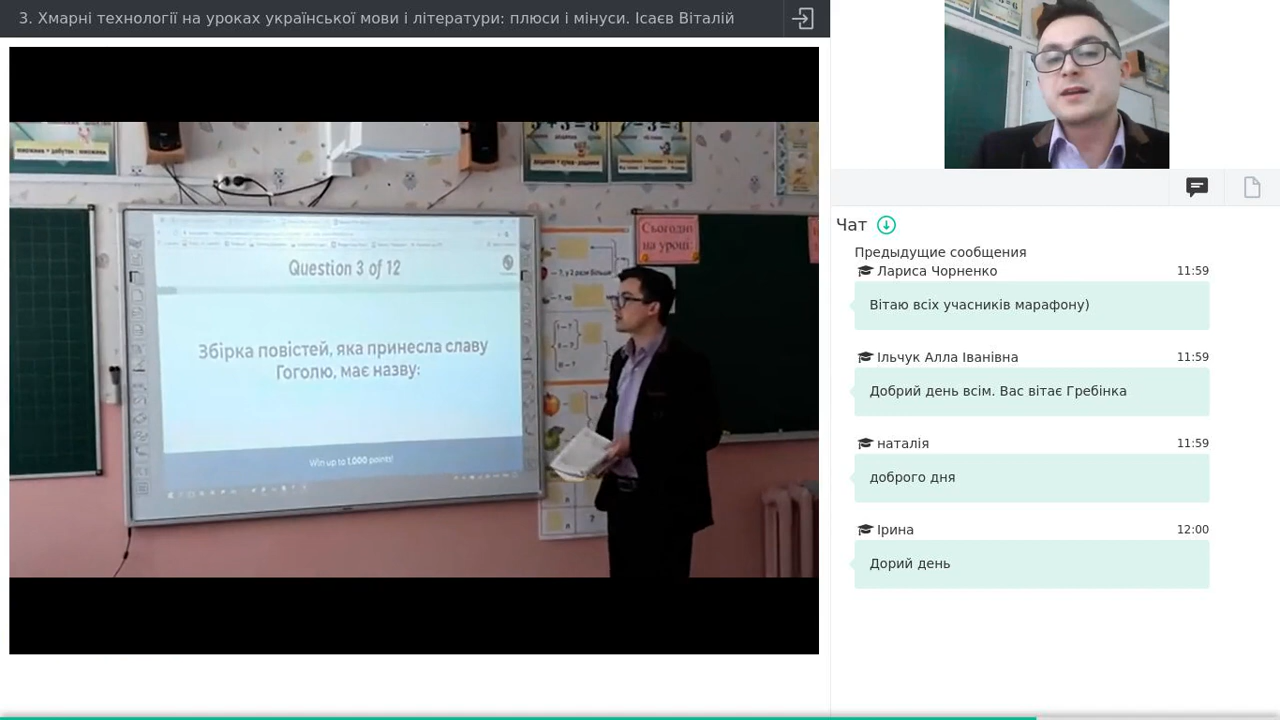 3. Хмарні технології на уроках української мови і літератури: плюси і мінуси. Ісаєв Віталій
Question 3 of 12
Збірка повістей, яка принесла славу
Гоголю, має назву:
Win up to 1,000 points!
Сьогодні
на уроці:
Чат
Предыдущие сообщения
Лариса Чорненко 11:59
Вітаю всіх учасників марафону)
Ільчук Алла Іванівна 11:59
Добрий день всім. Вас вітає Гребінка
наталія 11:59
доброго дня
Ірина 12:00
Дорий день